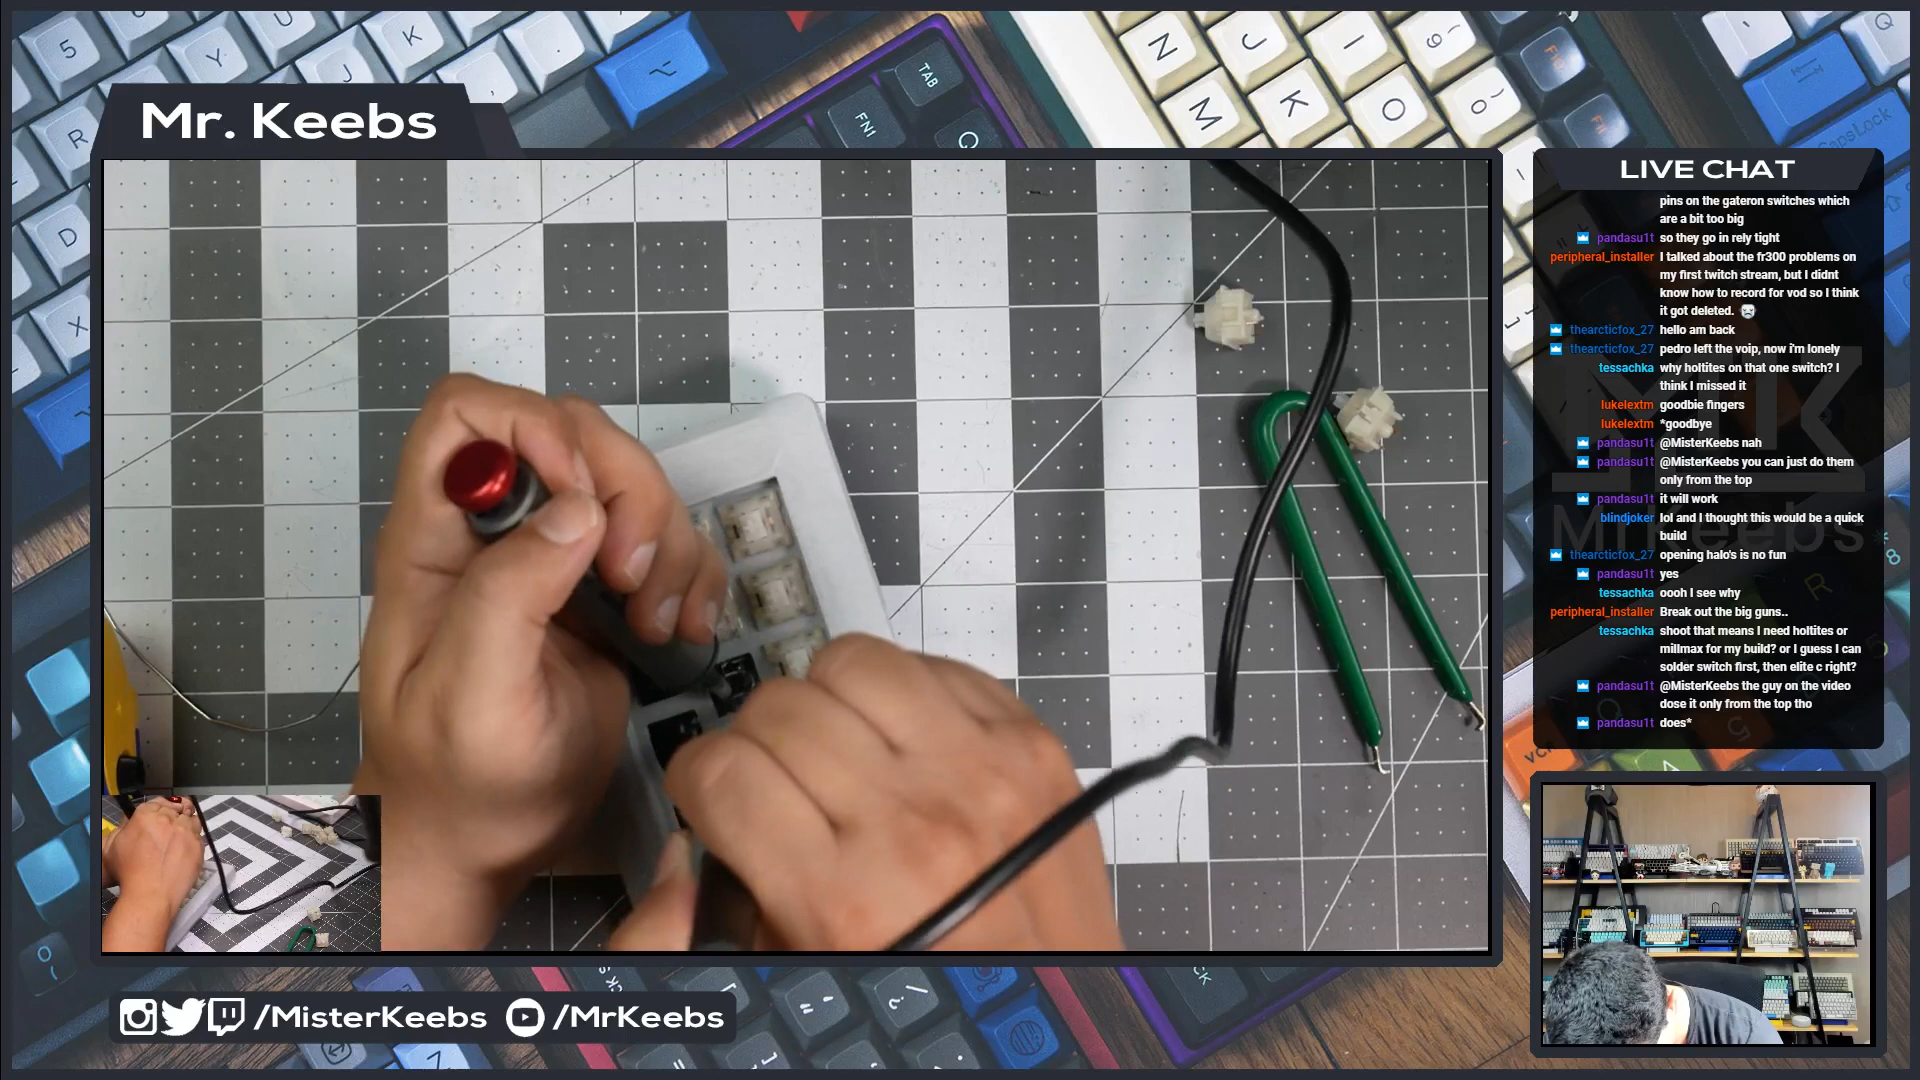 Mr. Keebs
LIVE CHAT
pins on the gateron switches which
are a bit too big
pandasu1t so they go in rely tight
peripheral_installer I talked about the fr300 problems on
my first twitch stream, but I didnt
know how to record for vod so I think
it got deleted.
thearcticfox_27 hello am back
thearcticfox_27 pedro left the voip, now i'm lonely
tessachka why holtites on that one switch? I
think I missed it
lukelextm goodbie fingers
lukelextm *goodbye
pandasu1t @MisterKeebs nah
pandasu1t @MisterKeebs you can just do them
only from the top
pandasu1t it will work
blindjoker lol and I thought this would be a quick
build
thearcticfox_27 opening halo's is no fun
pandasu1t yes
tessachka oooh I see why
peripheral_installer Break out the big guns..
tessachka shoot that means I need holtites or
millmax for my build? or I guess I can
solder switch first, then elite c right?
pandasu1t @MisterKeebs the guy on the video
dose it only from the top tho
pandasu1t does*
MrKeebs
/MisterKeebs /MrKeebs
5
Y
U
K
J
R
D
X
TAB
FN1
N
J
I
M
K
O
CapsLock
Q
Z